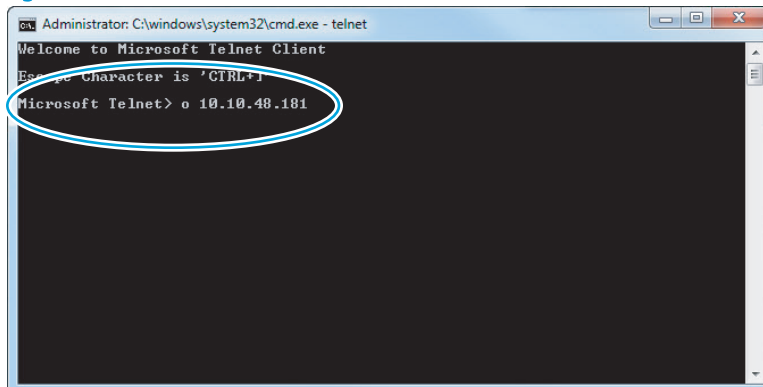 Administrator: C:\windows\system32\cmd.exe - telnet
Welcome to Microsoft Telnet Client
Escape Character is 'CTRL+]'
Microsoft Telnet> o 10.10.48.181